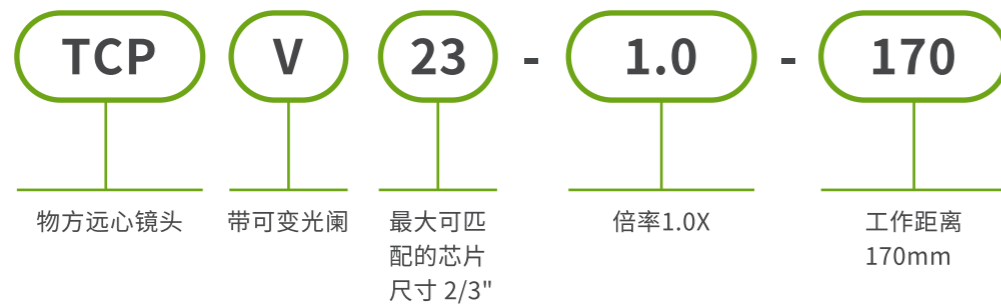 TCP V 23 - 1.0 - 170
物方远心镜头
带可变光阑
最大可匹
配的芯片
尺寸 2/3"
倍率1.0X
工作距离
170mm